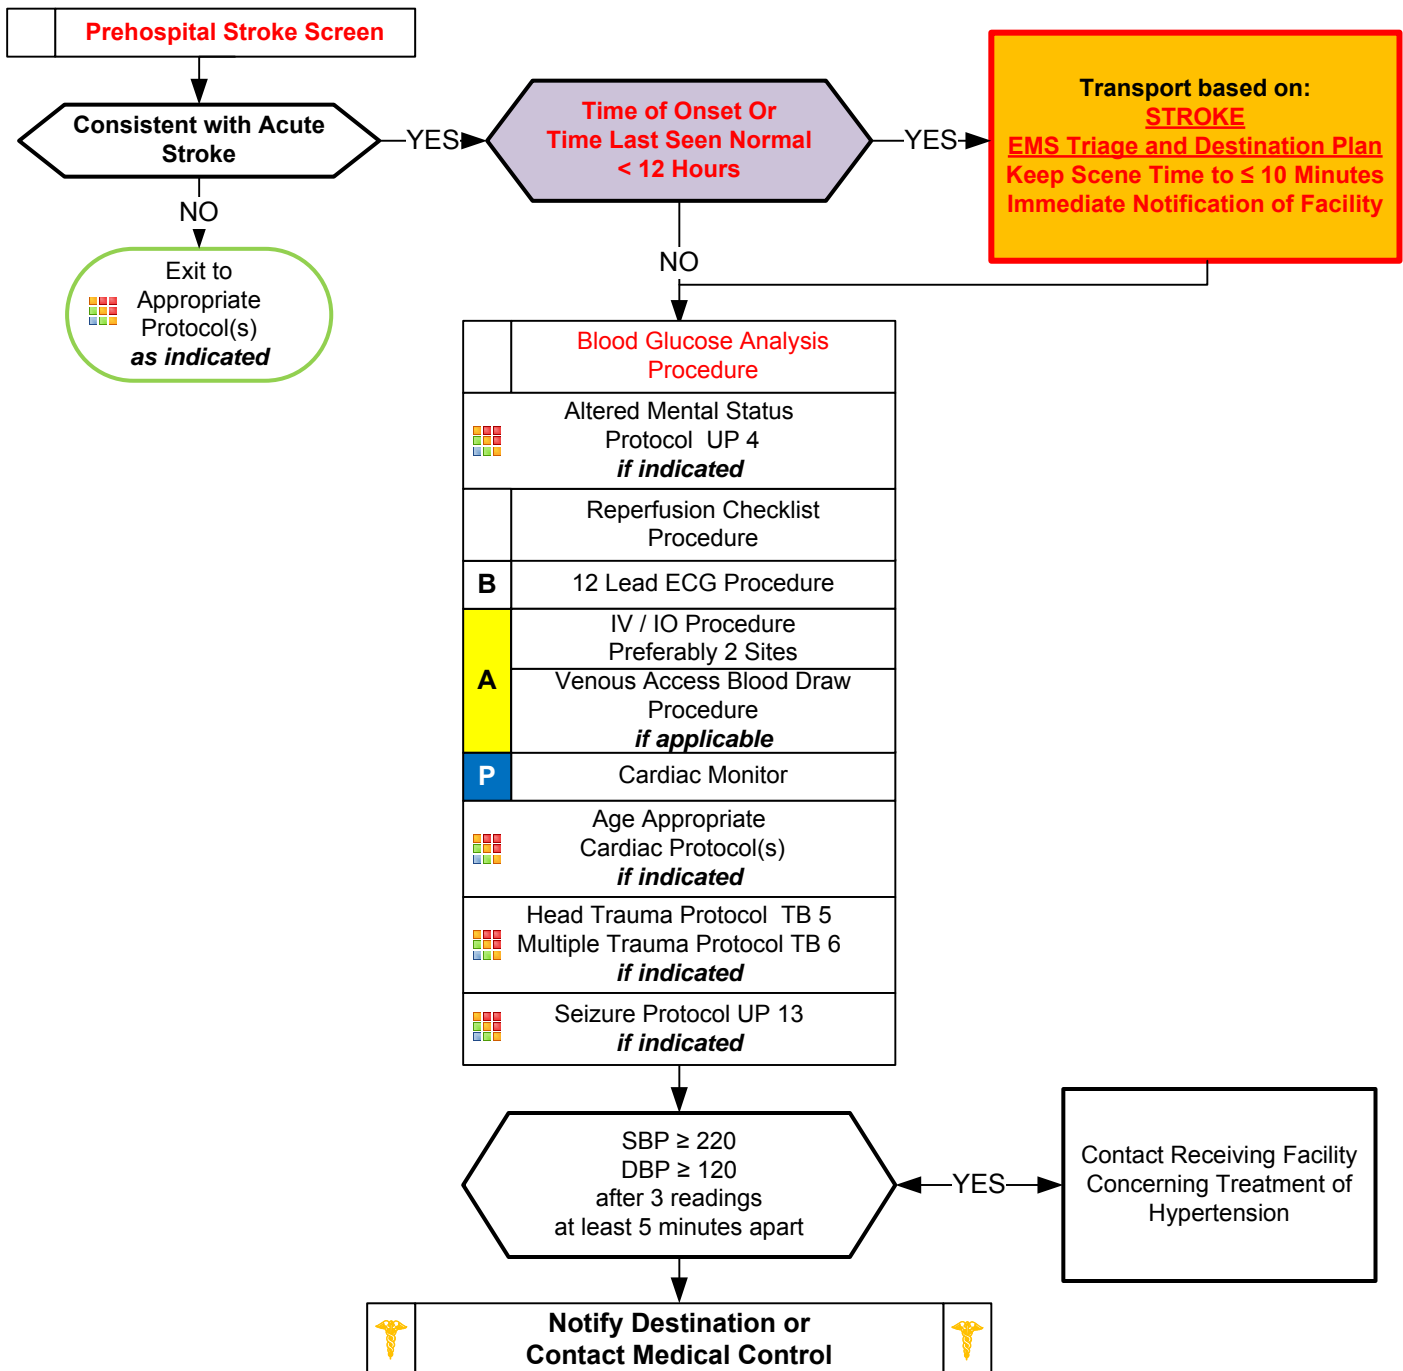 Prehospital Stroke Screen
Consistent with Acute
Stroke
YES
Time of Onset Or
Time Last Seen Normal
< 12 Hours
YES
Transport based on:
STROKE
EMS Triage and Destination Plan
Keep Scene Time to ≤ 10 Minutes
Immediate Notification of Facility
NO
Exit to
Appropriate
Protocol(s)
as indicated
NO
Blood Glucose Analysis
Procedure
Altered Mental Status
Protocol UP 4
if indicated
Reperfusion Checklist
Procedure
B
12 Lead ECG Procedure
A
IV / IO Procedure
Preferably 2 Sites
Venous Access Blood Draw
Procedure
if applicable
P
Cardiac Monitor
Age Appropriate
Cardiac Protocol(s)
if indicated
Head Trauma Protocol TB 5
Multiple Trauma Protocol TB 6
if indicated
Seizure Protocol UP 13
if indicated
SBP ≥ 220
DBP ≥ 120
after 3 readings
at least 5 minutes apart
YES
Contact Receiving Facility
Concerning Treatment of
Hypertension
Notify Destination or
Contact Medical Control